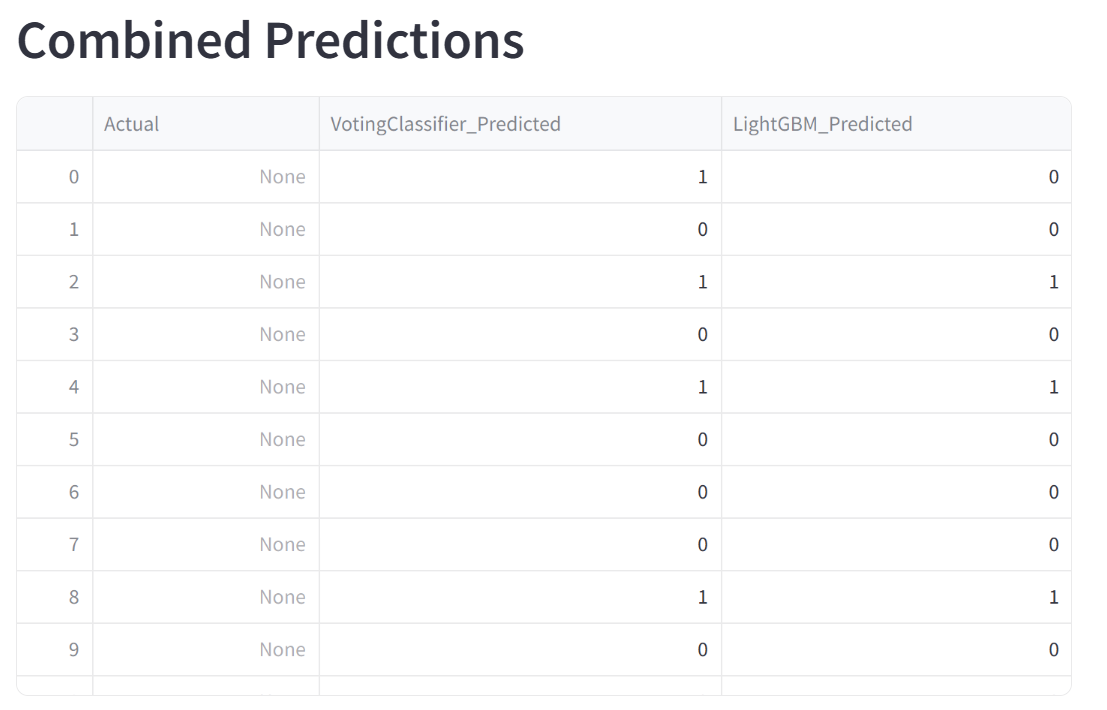 Combined Predictions
Actual VotingClassifier_Predicted LightGBM_Predicted
0 None 1 0
1 None 0 0
2 None 1 1
3 None 0 0
4 None 1 1
5 None 0 0
6 None 0 0
7 None 0 0
8 None 1 1
9 None 0 0